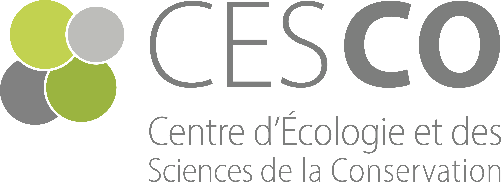 CESCO
Centre d'Écologie et des
Sciences de la Conservation